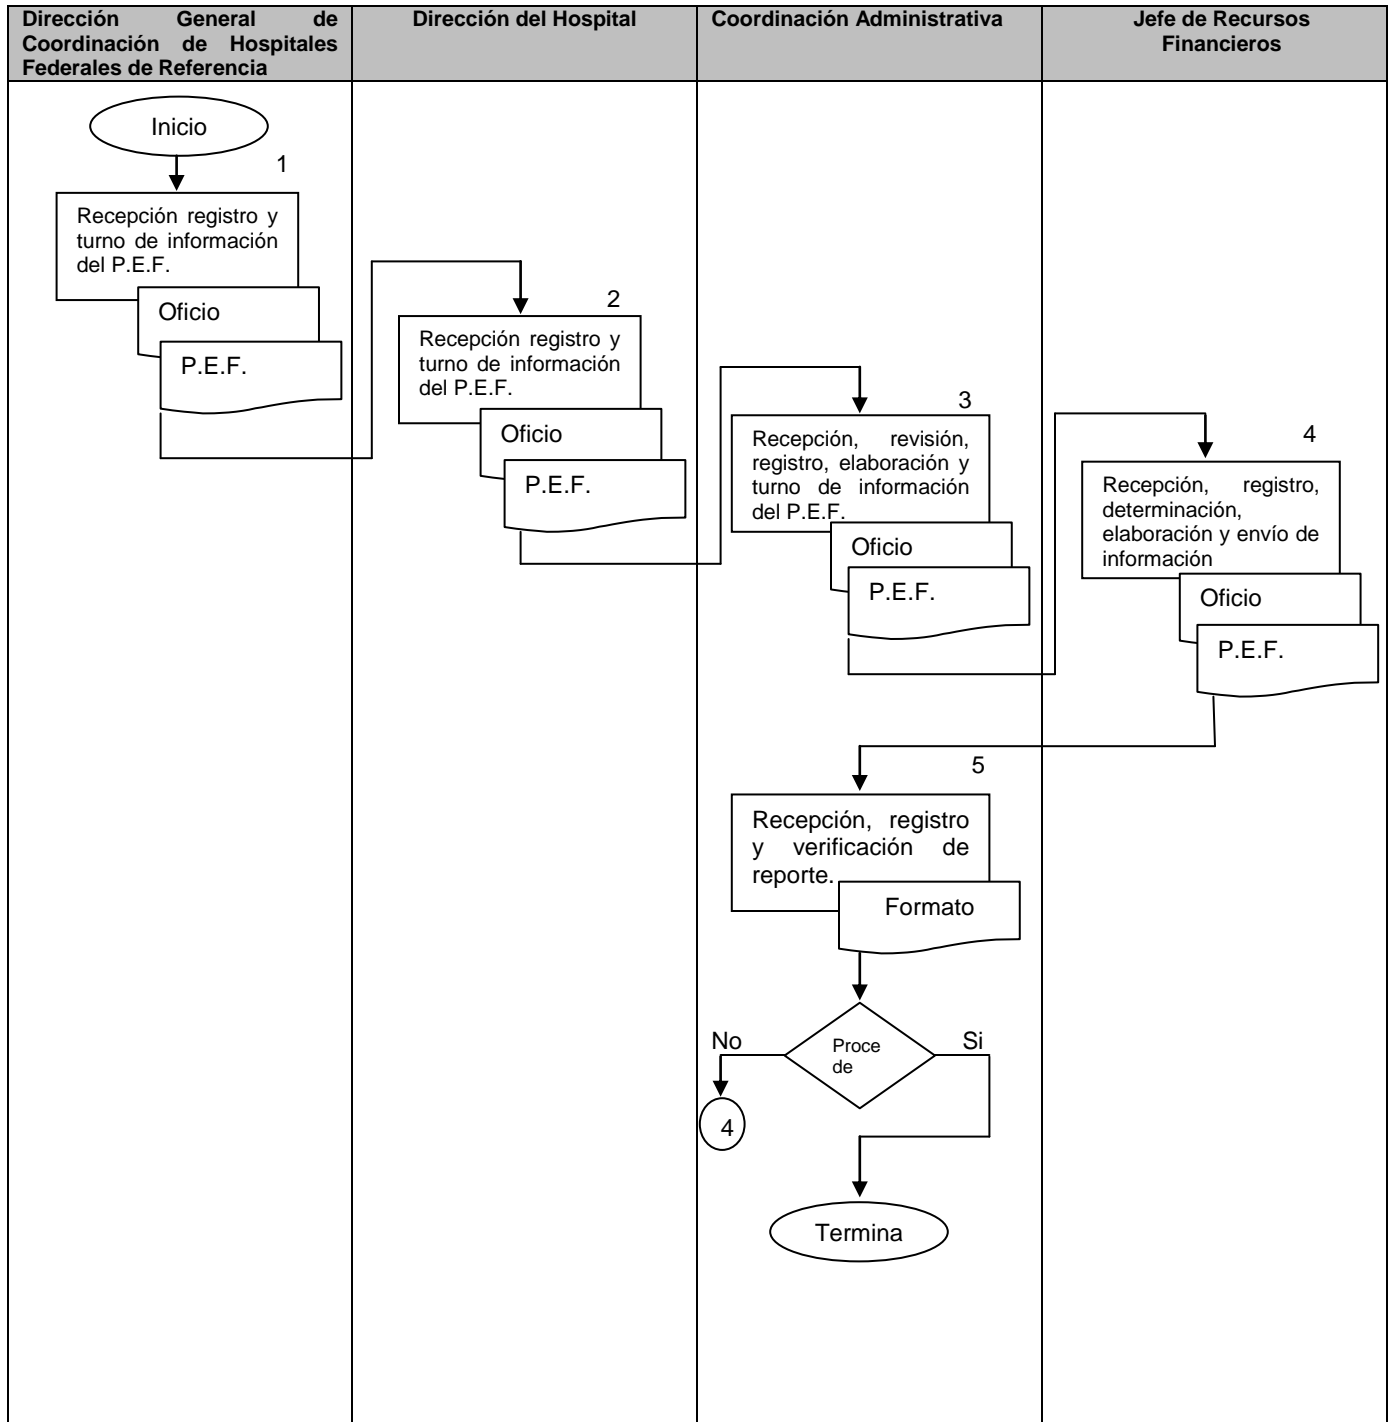 Dirección General de
Coordinación de Hospitales
Federales de Referencia
Dirección del Hospital
Coordinación Administrativa
Jefe de Recursos
Financieros
Inicio
1
Recepción registro y
turno de información
del P.E.F.
Oficio
P.E.F.
2
Recepción registro y
turno de información
del P.E.F.
Oficio
P.E.F.
3
Recepción, revisión,
registro, elaboración y
turno de información
del P.E.F.
Oficio
P.E.F.
4
Recepción, registro,
determinación,
elaboración y envío de
información
Oficio
P.E.F.
5
Recepción, registro
y verificación de
reporte.
Formato
No
Proce
de
Si
4
Termina